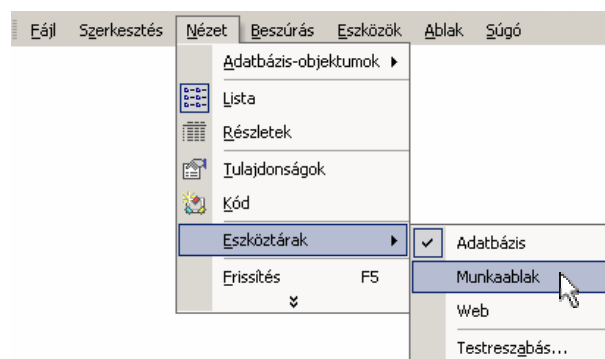 Fájl Szerkesztés Nézet Beszúrás Eszközök Ablak Súgó
Adatbázis-objektumok
Lista
Részletek
Tulajdonságok
Kód
Eszköztárak
Frissítés F5
Adatbázis
Munkaablak
Web
Testreszabás...